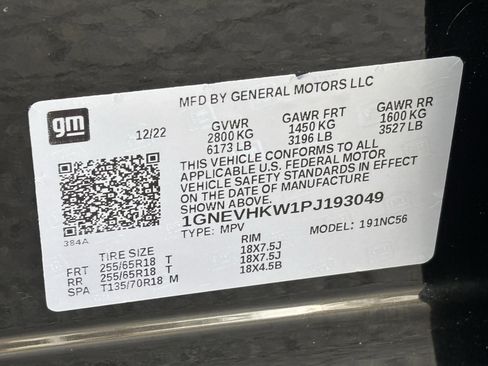 gm
MFD BY GENERAL MOTORS LLC
12/22 GVWR GAWR FRT GAWR RR
2800 KG 1450 KG 1600 KG
6173 LB 3196 LB 3527 LB
THIS VEHICLE CONFORMS TO ALL
APPLICABLE U.S. FEDERAL MOTOR
VEHICLE SAFETY STANDARDS IN EFFECT
ON THE DATE OF MANUFACTURE
SHOWN ABOVE.
1GNEVHKW1PJ193049
384A TYPE: MPV MODEL: 191NC56
TIRE SIZE RIM
FRT 255/65R18 T 18X7.5J
RR 255/65R18 T 18X7.5J
SPA T135/70R18 M 18X4.5B